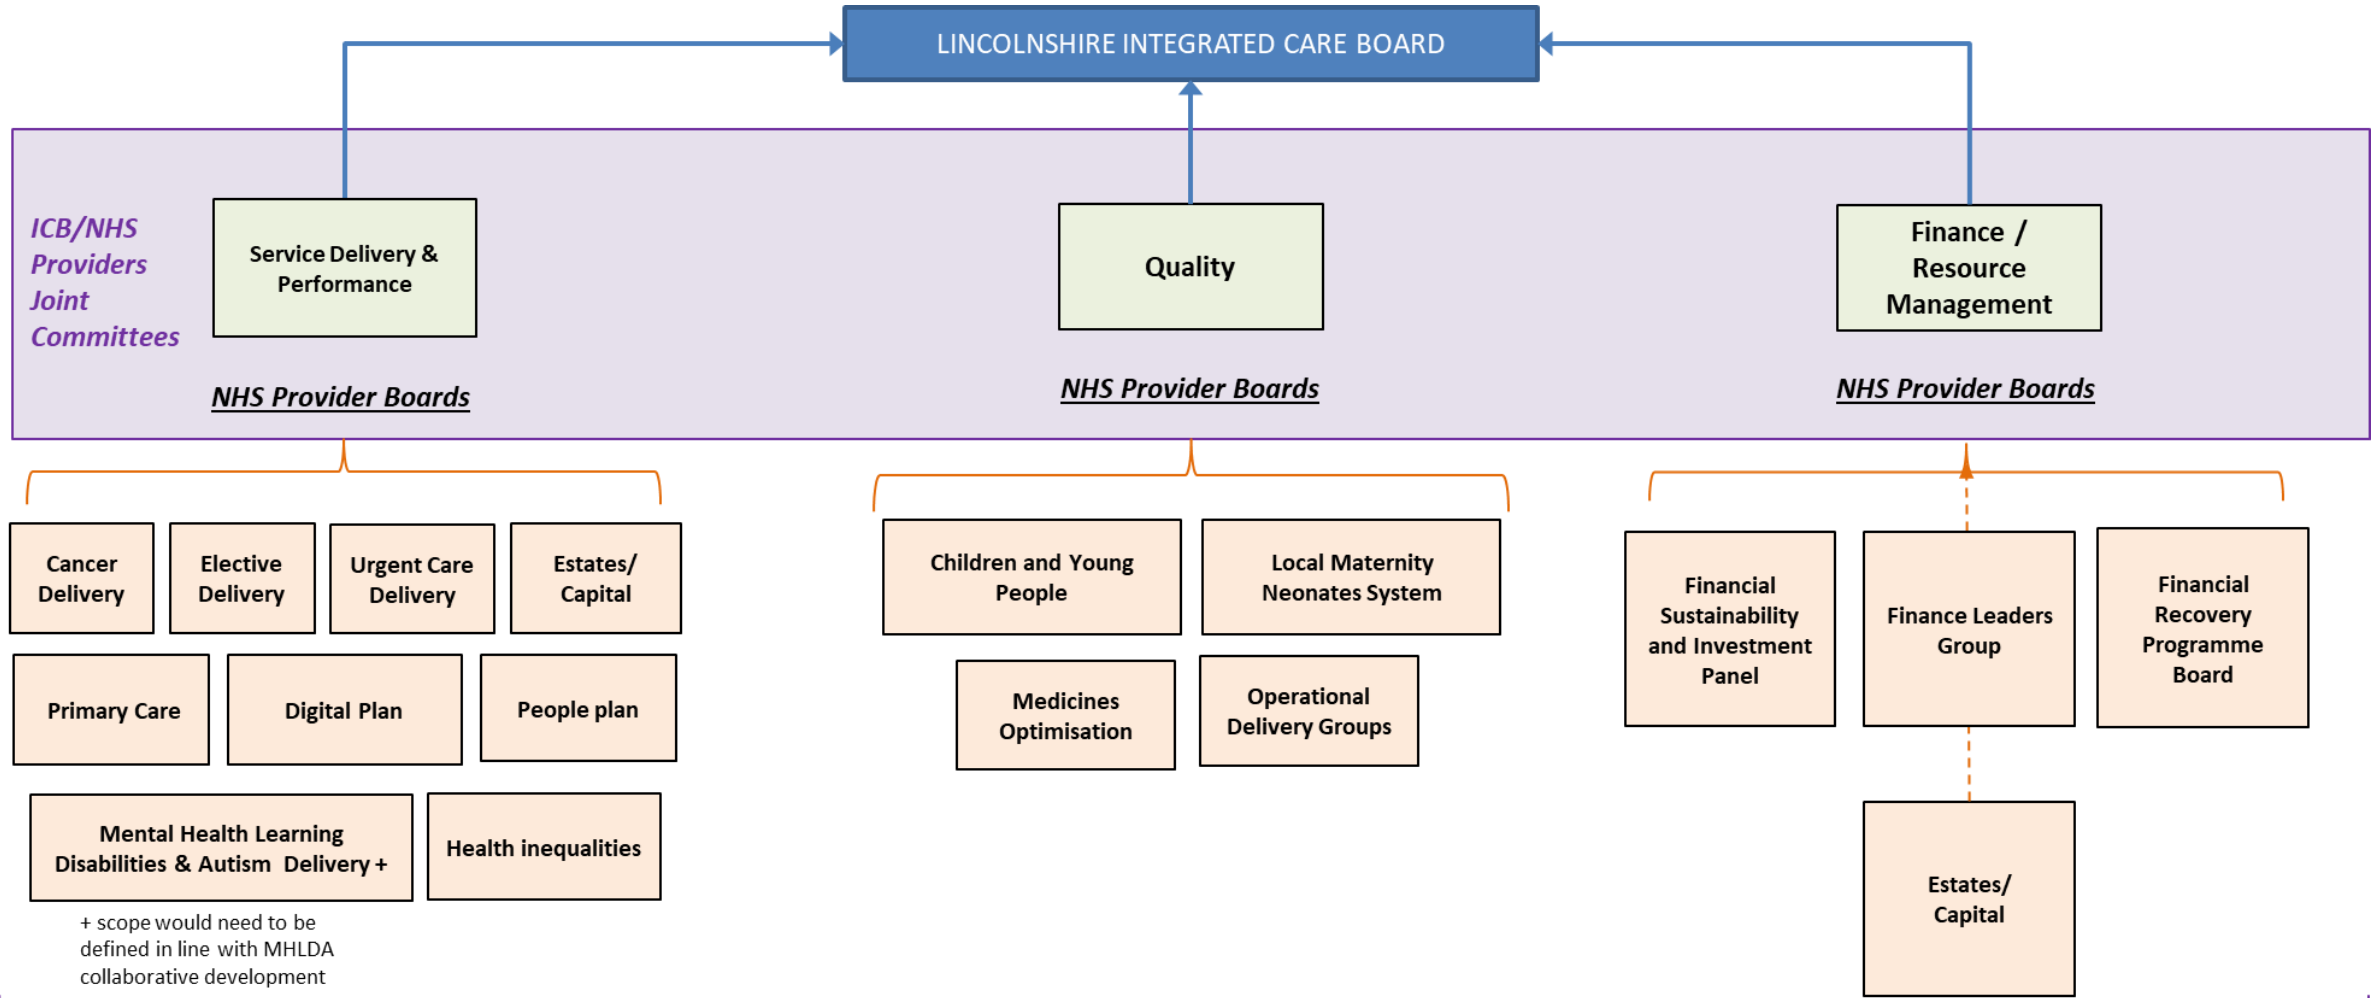 LINCOLNSHIRE INTEGRATED CARE BOARD
ICB/NHS
Providers
Joint
Committees
Service Delivery &
Performance
Quality
Finance /
Resource
Management
NHS Provider Boards
NHS Provider Boards
NHS Provider Boards
Cancer
Delivery
Elective
Delivery
Urgent Care
Delivery
Estates/
Capital
Primary Care
Digital Plan
People plan
Mental Health Learning
Disabilities & Autism Delivery +
Health inequalities
+ scope would need to be
defined in line with MHLDA
collaborative development
Children and Young
People
Local Maternity
Neonates System
Medicines
Optimisation
Operational
Delivery Groups
Financial
Sustainability
and Investment
Panel
Finance Leaders
Group
Financial
Recovery
Programme
Board
Estates/
Capital